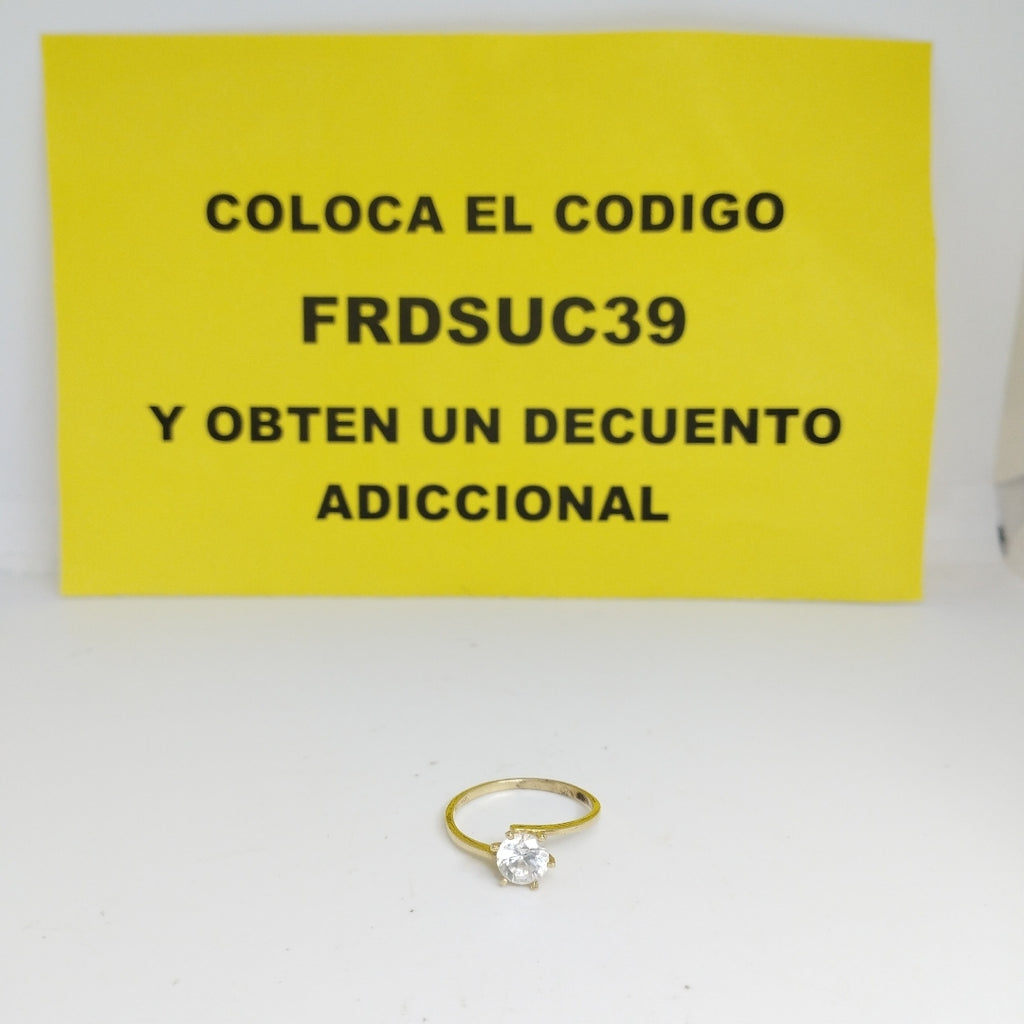 COLOCA EL CODIGO
FRDSUC39
Y OBTEN UN DECUENTO
ADICCIONAL